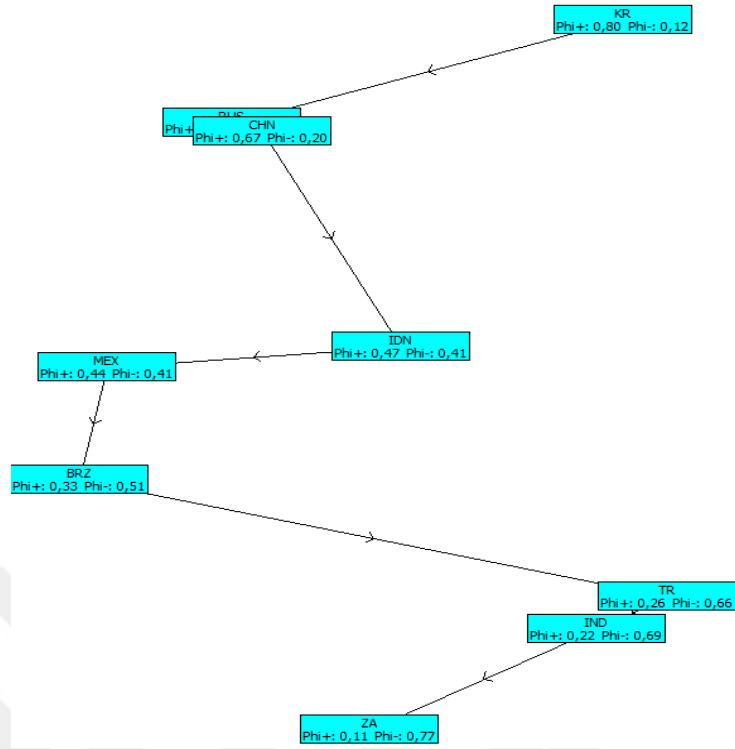 KR
Phi+: 0,80 Phi-: 0,12
Phi+
CHN
Phi+: 0,67 Phi-: 0,20
IDN
Phi+: 0,47 Phi-: 0,41
MEX
Phi+: 0,44 Phi-: 0,41
BRZ
Phi+: 0,33 Phi-: 0,51
TR
Phi+: 0,26 Phi-: 0,66
IND
Phi+: 0,22 Phi-: 0,69
ZA
Phi+: 0,11 Phi-: 0,77